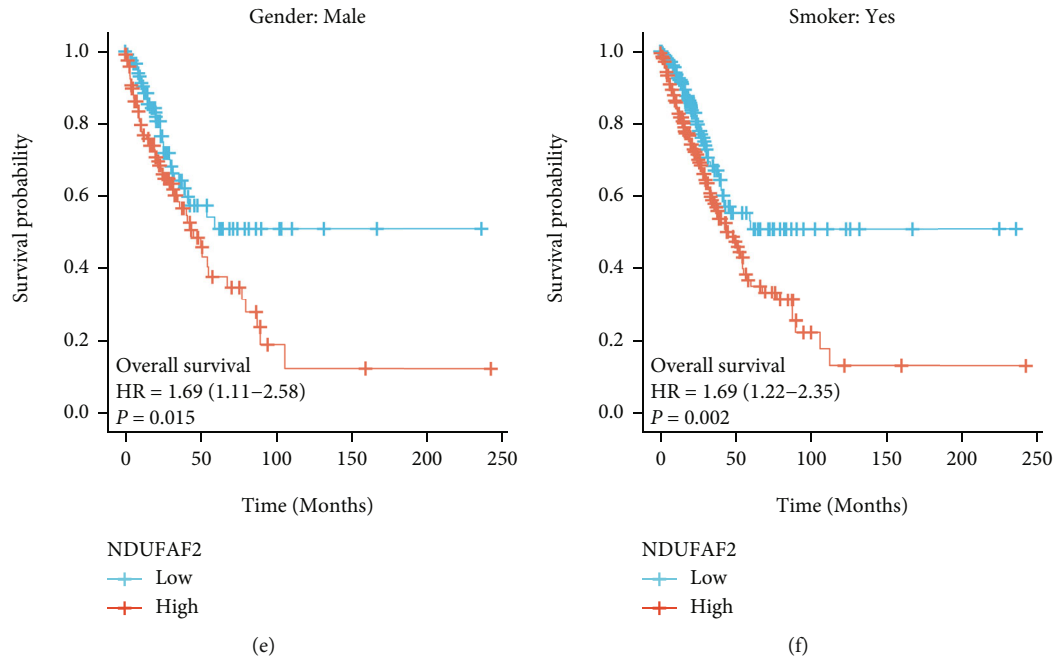 Gender: Male
Survival probability
1.0
0.8
0.6
0.4
0.2
0.0
Overall survival
HR = 1.69 (1.11−2.58)
P = 0.015
0 50 100 150 200 250
Time (Months)
NDUFAF2
Low
High
(e)
Smoker: Yes
Survival probability
1.0
0.8
0.6
0.4
0.2
0.0
Overall survival
HR = 1.69 (1.22−2.35)
P = 0.002
0 50 100 150 200 250
Time (Months)
NDUFAF2
Low
High
(f)